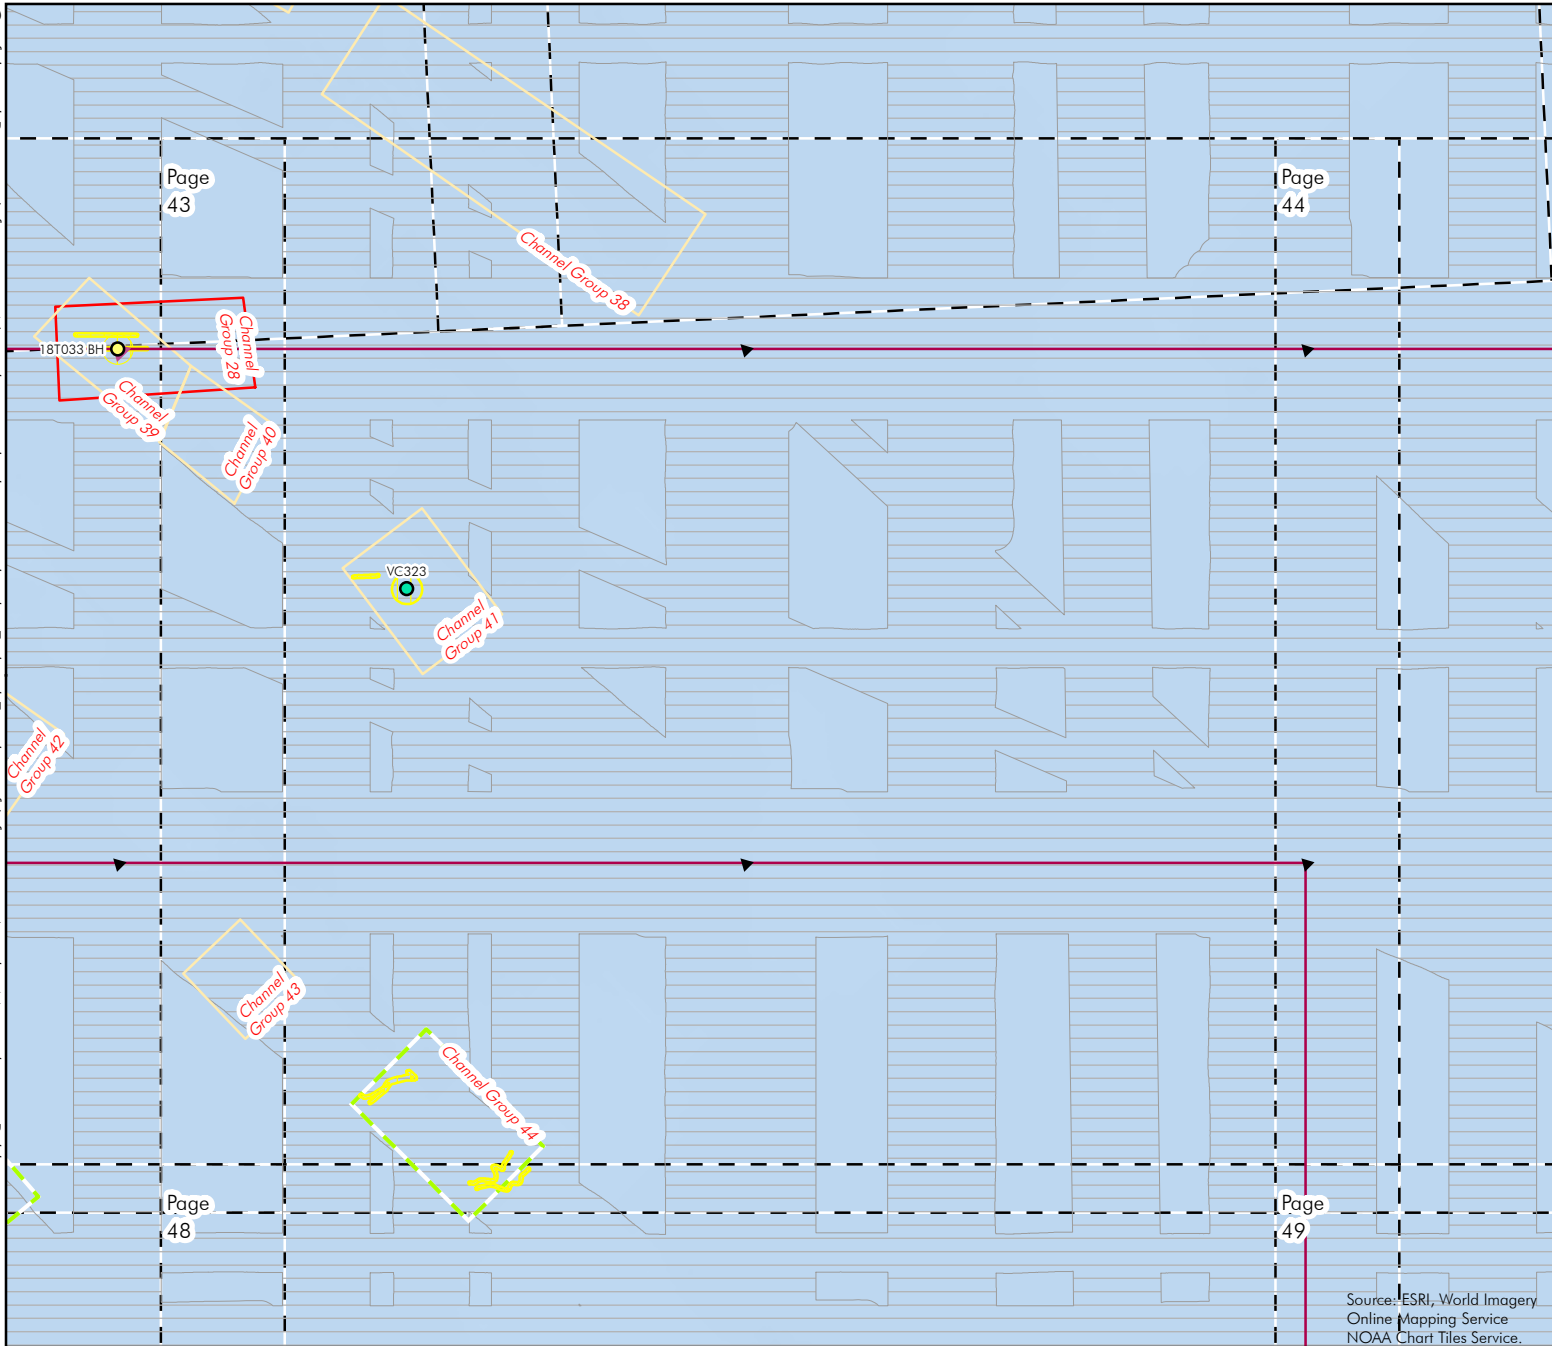 Page
43
Page
44
Channel Group 38
Channel
Group 28
18T033 BH
Channel
Group 39
Channel
Group 40
VC323
Channel
Group 41
Channel
Group 42
Channel
Group 43
Channel Group 44
Page
48
Page
49
Source: ESRI, World Imagery
Online Mapping Service
NOAA Chart Tiles Service.